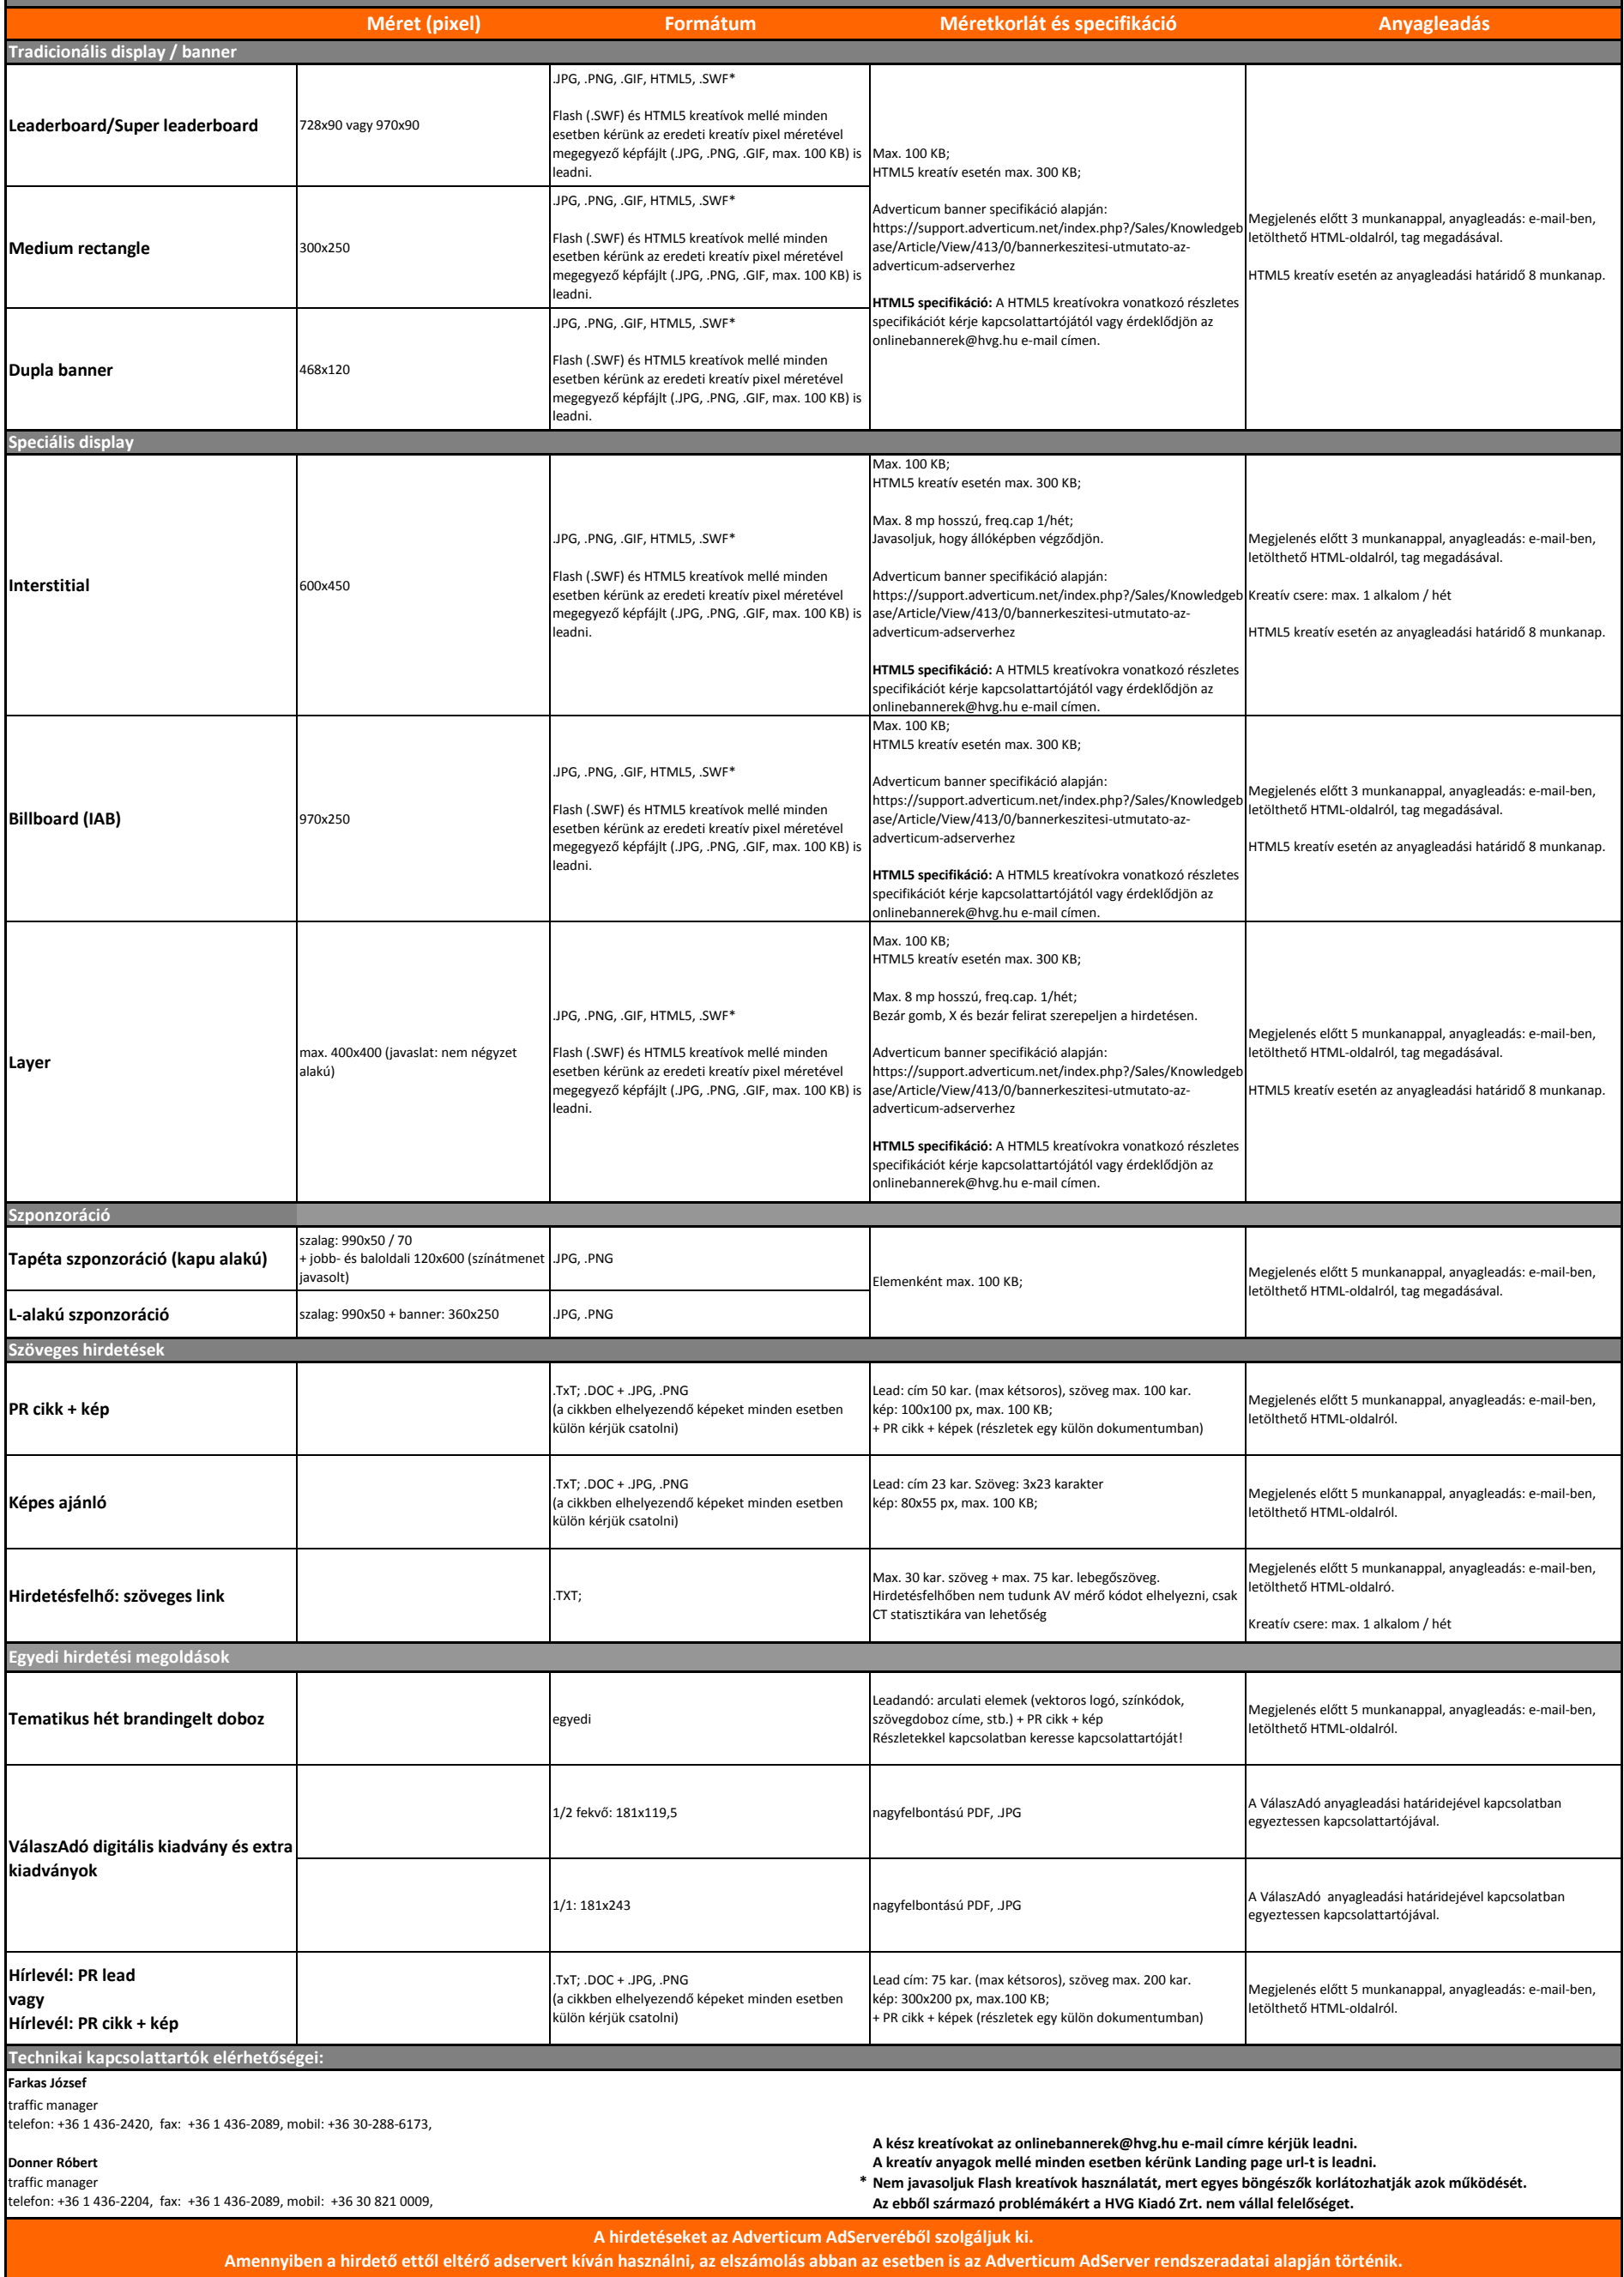 Méret (pixel) Formátum Méretkorlát és specifikáció Anyagleadás
Tradicionális display / banner
Leaderboard/Super leaderboard
728x90 vagy 970x90
.JPG, .PNG, .GIF, HTML5, .SWF*
Flash (.SWF) és HTML5 kreatívok mellé minden
esetben kérünk az eredeti kreatív pixel méretével
megegyező képfájlt (.JPG, .PNG, .GIF, max. 100 KB) is
leadni.
Max. 100 KB;
HTML5 kreatív esetén max. 300 KB;
Adverticum banner specifikáció alapján:
https://support.adverticum.net/index.php?/Sales/Knowledgeb
ase/Article/View/413/0/bannerkeszitesi-utmutato-az-
adverticum-adserverhez
HTML5 specifikáció: A HTML5 kreatívokra vonatkozó részletes
specifikációt kérje kapcsolattartójától vagy érdeklődjön az
onlinebannerek@hvg.hu e-mail címen.
Megjelenés előtt 3 munkanappal, anyagleadás: e-mail-ben,
letölthető HTML-oldalról, tag megadásával.
HTML5 kreatív esetén az anyagleadási határidő 8 munkanap.
Medium rectangle
300x250
.JPG, .PNG, .GIF, HTML5, .SWF*
Flash (.SWF) és HTML5 kreatívok mellé minden
esetben kérünk az eredeti kreatív pixel méretével
megegyező képfájlt (.JPG, .PNG, .GIF, max. 100 KB) is
leadni.
Dupla banner
468x120
.JPG, .PNG, .GIF, HTML5, .SWF*
Flash (.SWF) és HTML5 kreatívok mellé minden
esetben kérünk az eredeti kreatív pixel méretével
megegyező képfájlt (.JPG, .PNG, .GIF, max. 100 KB) is
leadni.
Speciális display
Interstitial
600x450
.JPG, .PNG, .GIF, HTML5, .SWF*
Flash (.SWF) és HTML5 kreatívok mellé minden
esetben kérünk az eredeti kreatív pixel méretével
megegyező képfájlt (.JPG, .PNG, .GIF, max. 100 KB) is
leadni.
Max. 100 KB;
HTML5 kreatív esetén max. 300 KB;
Max. 8 mp hosszú, freq.cap 1/hét;
Javasoljuk, hogy állóképben végződjön.
Adverticum banner specifikáció alapján:
https://support.adverticum.net/index.php?/Sales/Knowledgeb
ase/Article/View/413/0/bannerkeszitesi-utmutato-az-
adverticum-adserverhez
HTML5 specifikáció: A HTML5 kreatívokra vonatkozó részletes
specifikációt kérje kapcsolattartójától vagy érdeklődjön az
onlinebannerek@hvg.hu e-mail címen.
Megjelenés előtt 3 munkanappal, anyagleadás: e-mail-ben,
letölthető HTML-oldalról, tag megadásával.
Kreatív csere: max. 1 alkalom / hét
HTML5 kreatív esetén az anyagleadási határidő 8 munkanap.
Billboard (IAB)
970x250
.JPG, .PNG, .GIF, HTML5, .SWF*
Flash (.SWF) és HTML5 kreatívok mellé minden
esetben kérünk az eredeti kreatív pixel méretével
megegyező képfájlt (.JPG, .PNG, .GIF, max. 100 KB) is
leadni.
Max. 100 KB;
HTML5 kreatív esetén max. 300 KB;
Adverticum banner specifikáció alapján:
https://support.adverticum.net/index.php?/Sales/Knowledgeb
ase/Article/View/413/0/bannerkeszitesi-utmutato-az-
adverticum-adserverhez
HTML5 specifikáció: A HTML5 kreatívokra vonatkozó részletes
specifikációt kérje kapcsolattartójától vagy érdeklődjön az
onlinebannerek@hvg.hu e-mail címen.
Megjelenés előtt 3 munkanappal, anyagleadás: e-mail-ben,
letölthető HTML-oldalról, tag megadásával.
HTML5 kreatív esetén az anyagleadási határidő 8 munkanap.
Layer
max. 400x400 (javaslat: nem négyzet
alakú)
.JPG, .PNG, .GIF, HTML5, .SWF*
Flash (.SWF) és HTML5 kreatívok mellé minden
esetben kérünk az eredeti kreatív pixel méretével
megegyező képfájlt (.JPG, .PNG, .GIF, max. 100 KB) is
leadni.
Max. 100 KB;
HTML5 kreatív esetén max. 300 KB;
Max. 8 mp hosszú, freq.cap. 1/hét;
Bezár gomb, X és bezár felirat szerepeljen a hirdetésen.
Adverticum banner specifikáció alapján:
https://support.adverticum.net/index.php?/Sales/Knowledgeb
ase/Article/View/413/0/bannerkeszitesi-utmutato-az-
adverticum-adserverhez
HTML5 specifikáció: A HTML5 kreatívokra vonatkozó részletes
specifikációt kérje kapcsolattartójától vagy érdeklődjön az
onlinebannerek@hvg.hu e-mail címen.
Megjelenés előtt 5 munkanappal, anyagleadás: e-mail-ben,
letölthető HTML-oldalról, tag megadásával.
HTML5 kreatív esetén az anyagleadási határidő 8 munkanap.
Szponzoráció
Tapéta szponzoráció (kapu alakú)
szalag: 990x50 / 70
+ jobb- és baloldali 120x600 (színátmenet
javasolt)
.JPG, .PNG
Elemenként max. 100 KB;
Megjelenés előtt 5 munkanappal, anyagleadás: e-mail-ben,
letölthető HTML-oldalról, tag megadásával.
L-alakú szponzoráció
szalag: 990x50 + banner: 360x250
.JPG, .PNG
Szöveges hirdetések
PR cikk + kép
.TxT; .DOC + .JPG, .PNG
(a cikkben elhelyezendő képeket minden esetben
külön kérjük csatolni)
Lead: cím 50 kar. (max kétsoros), szöveg max. 100 kar.
kép: 100x100 px, max. 100 KB;
+ PR cikk + képek (részletek egy külön dokumentumban)
Megjelenés előtt 5 munkanappal, anyagleadás: e-mail-ben,
letölthető HTML-oldalról.
Képes ajánló
.TxT; .DOC + .JPG, .PNG
(a cikkben elhelyezendő képeket minden esetben
külön kérjük csatolni)
Lead: cím 23 kar. Szöveg: 3x23 karakter
kép: 80x55 px, max. 100 KB;
Megjelenés előtt 5 munkanappal, anyagleadás: e-mail-ben,
letölthető HTML-oldalról.
Hirdetésfelhő: szöveges link
.TXT;
Max. 30 kar. szöveg + max. 75 kar. lebegőszöveg.
Hirdetésfelhőben nem tudunk AV mérő kódot elhelyezni, csak
CT statisztikára van lehetőség
Megjelenés előtt 5 munkanappal, anyagleadás: e-mail-ben,
letölthető HTML-oldalró.
Kreatív csere: max. 1 alkalom / hét
Egyedi hirdetési megoldások
Tematikus hét brandingelt doboz
egyedi
Leadandó: arculati elemek (vektoros logó, színkódok,
szövegdoboz címe, stb.) + PR cikk + kép
Részletekkel kapcsolatban keresse kapcsolattartóját!
Megjelenés előtt 5 munkanappal, anyagleadás: e-mail-ben,
letölthető HTML-oldalról.
VálaszAdó digitális kiadvány és extra
kiadványok
1/2 fekvő: 181x119,5
nagyfelbontású PDF, .JPG
A VálaszAdó anyagleadási határidejével kapcsolatban
egyeztessen kapcsolattartójával.
1/1: 181x243
nagyfelbontású PDF, .JPG
A VálaszAdó anyagleadási határidejével kapcsolatban
egyeztessen kapcsolattartójával.
Hírlevél: PR lead
vagy
Hírlevél: PR cikk + kép
.TxT; .DOC + .JPG, .PNG
(a cikkben elhelyezendő képeket minden esetben
külön kérjük csatolni)
Lead cím: 75 kar. (max kétsoros), szöveg max. 200 kar.
kép: 300x200 px, max.100 KB;
+ PR cikk + képek (részletek egy külön dokumentumban)
Megjelenés előtt 5 munkanappal, anyagleadás: e-mail-ben,
letölthető HTML-oldalról.
Technikai kapcsolattartók elérhetőségei:
Farkas József
traffic manager
telefon: +36 1 436-2420, fax: +36 1 436-2089, mobil: +36 30-288-6173,
Donner Róbert
traffic manager
telefon: +36 1 436-2204, fax: +36 1 436-2089, mobil: +36 30 821 0009,
A kész kreatívokat az onlinebannerek@hvg.hu e-mail címre kérjük leadni.
A kreatív anyagok mellé minden esetben kérünk Landing page url-t is leadni.
* Nem javasoljuk Flash kreatívok használatát, mert egyes böngészők korlátozhatják azok működését.
Az ebből származó problémákért a HVG Kiadó Zrt. nem vállal felelőséget.
A hirdetéseket az Adverticum AdServeréből szolgáljuk ki.
Amennyiben a hirdető ettől eltérő adservert kíván használni, az elszámolás abban az esetben is az Adverticum AdServer rendszeradatai alapján történik.